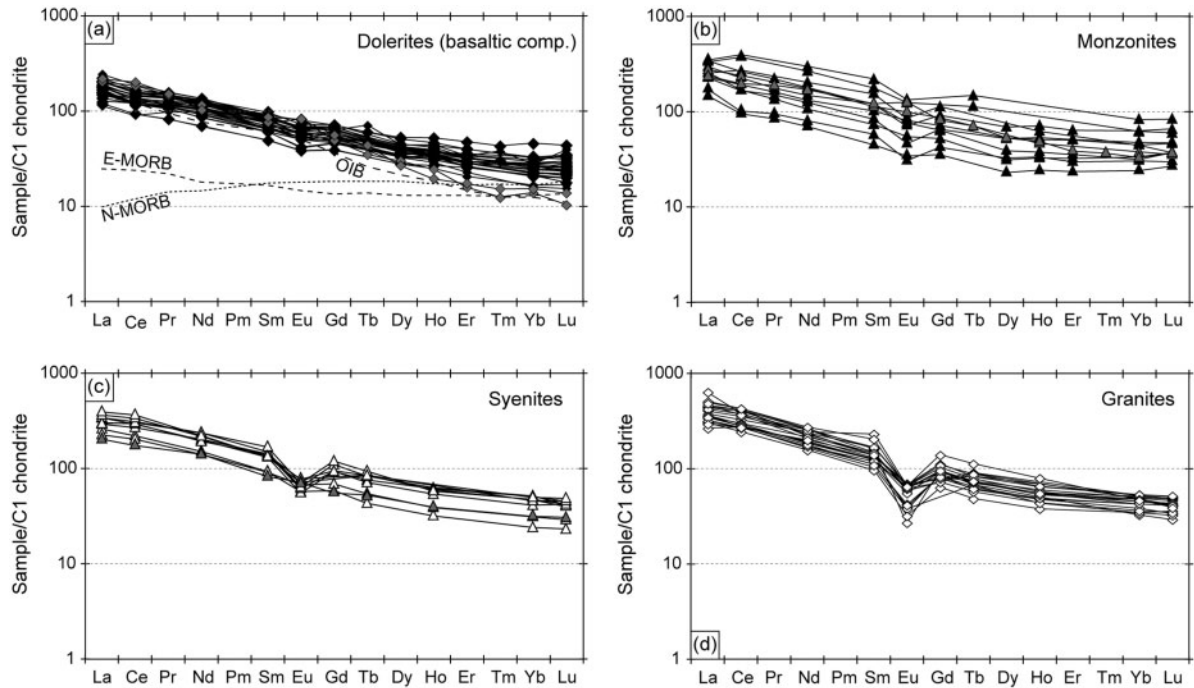 (a)
Dolerites (basaltic comp.)
Sample/C1 chondrite
1000
100
10
1
E-MORB
N-MORB
OIB
La Ce Pr Nd Pm Sm Eu Gd Tb Dy Ho Er Tm Yb Lu
(b)
Monzonites
Sample/C1 chondrite
1000
100
10
1
La Ce Pr Nd Pm Sm Eu Gd Tb Dy Ho Er Tm Yb Lu
(c)
Syenites
Sample/C1 chondrite
1000
100
10
1
La Ce Pr Nd Pm Sm Eu Gd Tb Dy Ho Er Tm Yb Lu
Granites
Sample/C1 chondrite
1000
100
10
1
(d)
La Ce Pr Nd Pm Sm Eu Gd Tb Dy Ho Er Tm Yb Lu